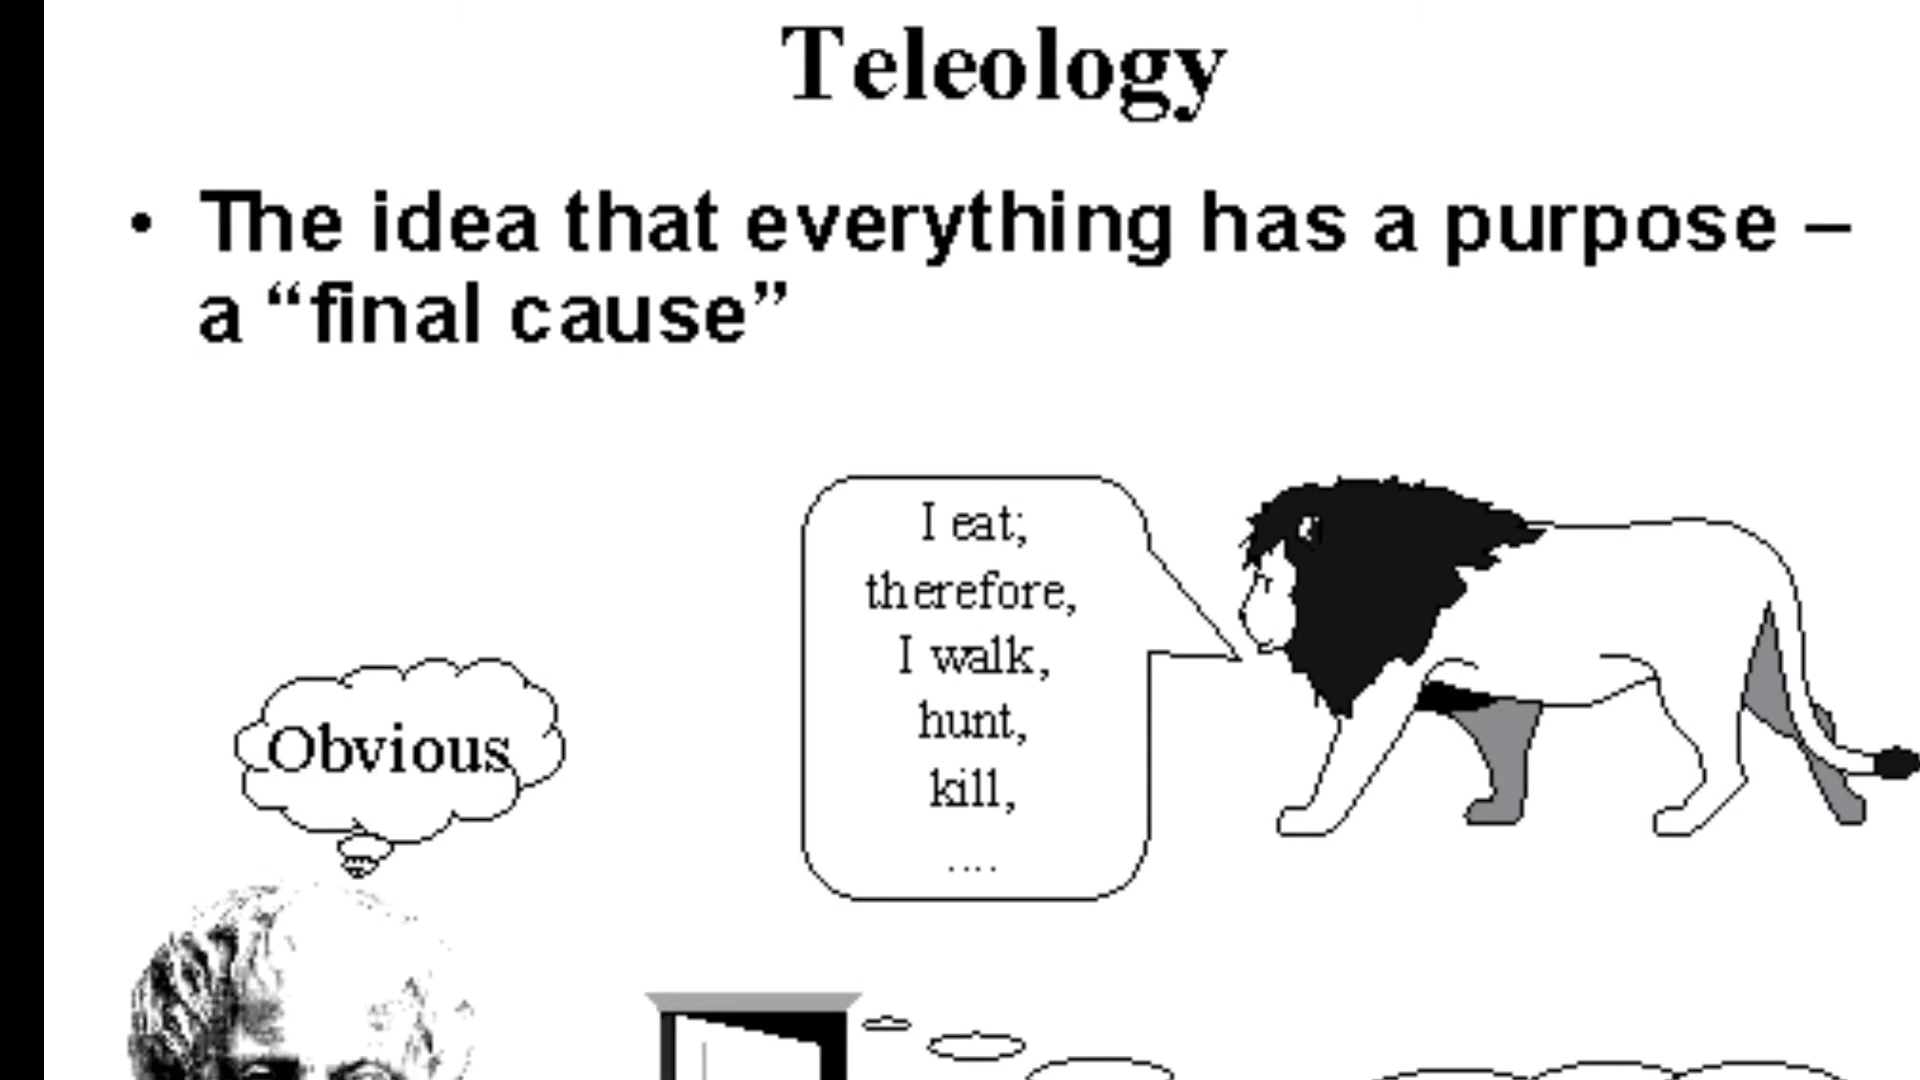 Teleology
• The idea that everything has a purpose –
a “final cause”
I eat;
therefore,
I walk,
hunt,
kill,
....
Obvious